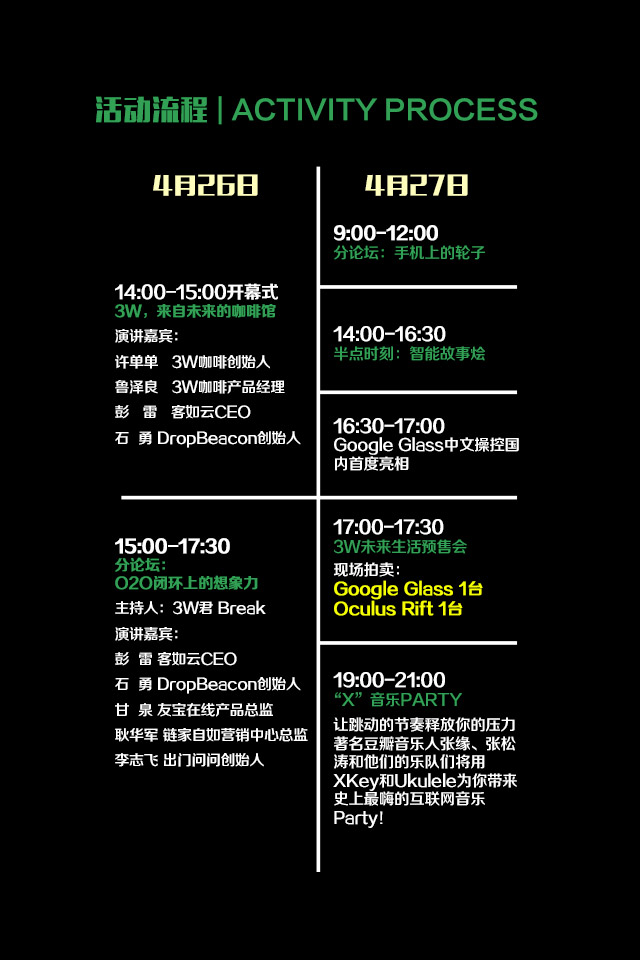 活动流程 | ACTIVITY PROCESS
4月26日
14:00-15:00开幕式
3W，来自未来的咖啡馆
演讲嘉宾：
许单单 3W咖啡创始人
鲁泽良 3W咖啡产品经理
彭 雷 客如云CEO
石 勇 DropBeacon创始人
15:00-17:30
分论坛：
O2O闭环上的想象力
主持人：3W君 Break
演讲嘉宾：
彭 雷 客如云CEO
石 勇 DropBeacon创始人
甘 泉 友宝在线产品总监
耿华军 链家自如营销中心总监
李志飞 出门问问创始人
4月27日
9:00-12:00
分论坛：手机上的轮子
14:00-16:30
半点时刻：智能故事烩
16:30-17:00
Google Glass中文操控国
内首度亮相
17:00-17:30
3W未来生活预售会
现场拍卖：
Google Glass 1台
Oculus Rift 1台
19:00-21:00
“X”音乐PARTY
让跳动的节奏释放你的压力
著名豆瓣音乐人张缘、张松
涛和他们的乐队们将用
XKey和Ukulele为你带来
史上最嗨的互联网音乐
Party！